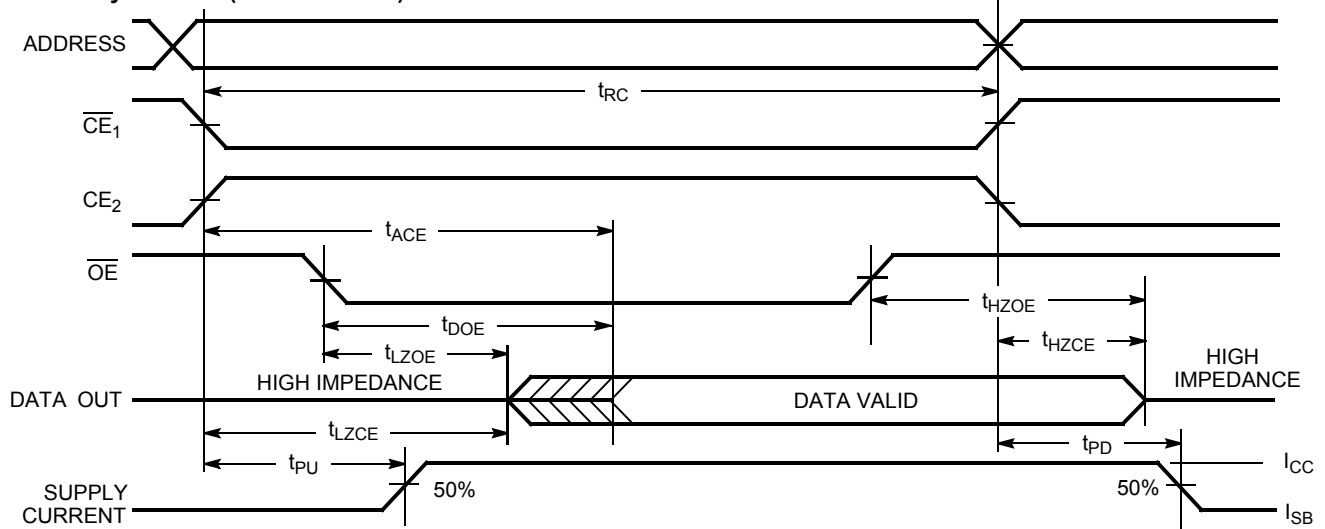 ADDRESS
tRC
CE1
CE2
tACE
OE
tHZOE
tDOE
tHZCE
tLZOE
HIGH IMPEDANCE
HIGH
IMPEDANCE
DATA OUT
DATA VALID
tLZCE
tPD
tPU
ICC
50%
50%
SUPPLY
CURRENT
ISB